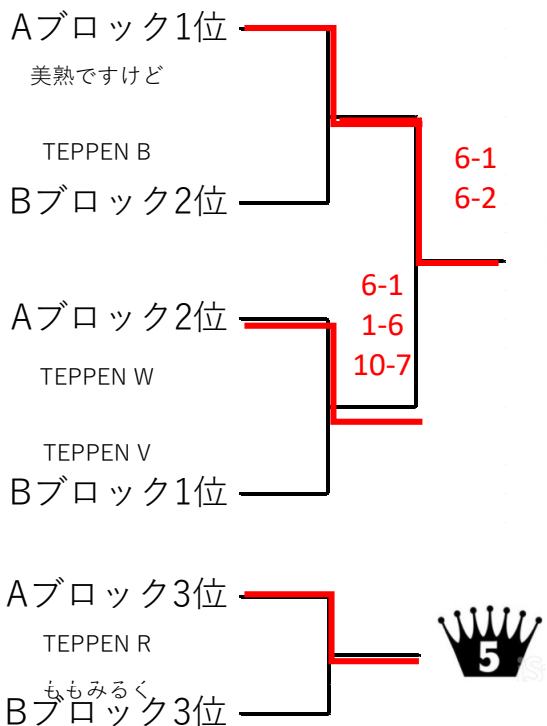 Aブロック1位
美熟ですけど
TEPPEN B
Bブロック2位
6-1
6-2
Aブロック2位
TEPPEN W
6-1
1-6
10-7
TEPPEN V
Bブロック1位
Aブロック3位
TEPPEN R
ももみるく
Bブロック3位
5